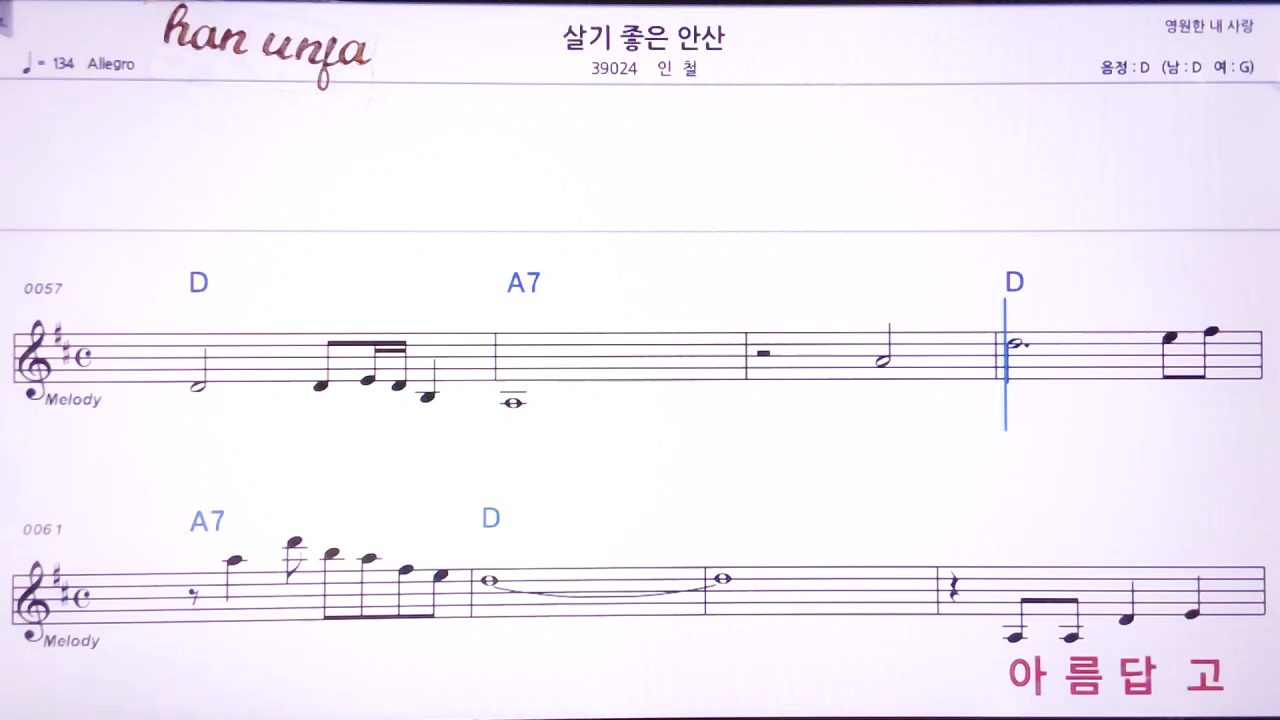 han unfa
살기 좋은 안산
영원한 내 사랑
♩= 134 Allegro
39024 인 철
음정 : D (남 : D 여 : G)
0057
D A7 D
Melody
0061
A7 D
Melody
아 름 답 고